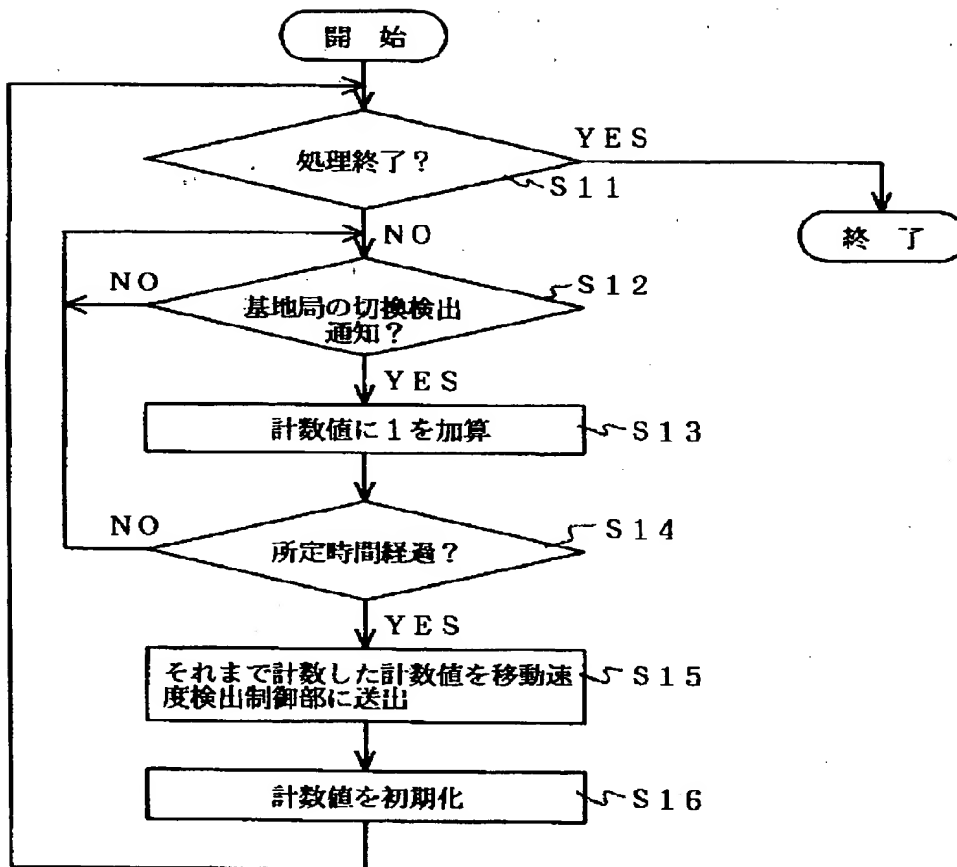 開 始
処理終了?
YES
S11
終 了
NO
基地局の切換検出
通知?
NO
S12
YES
計数値に1を加算
S13
所定時間経過?
NO
S14
YES
それまで計数した計数値を移動速
度検出制御部に送出
S15
計数値を初期化
S16